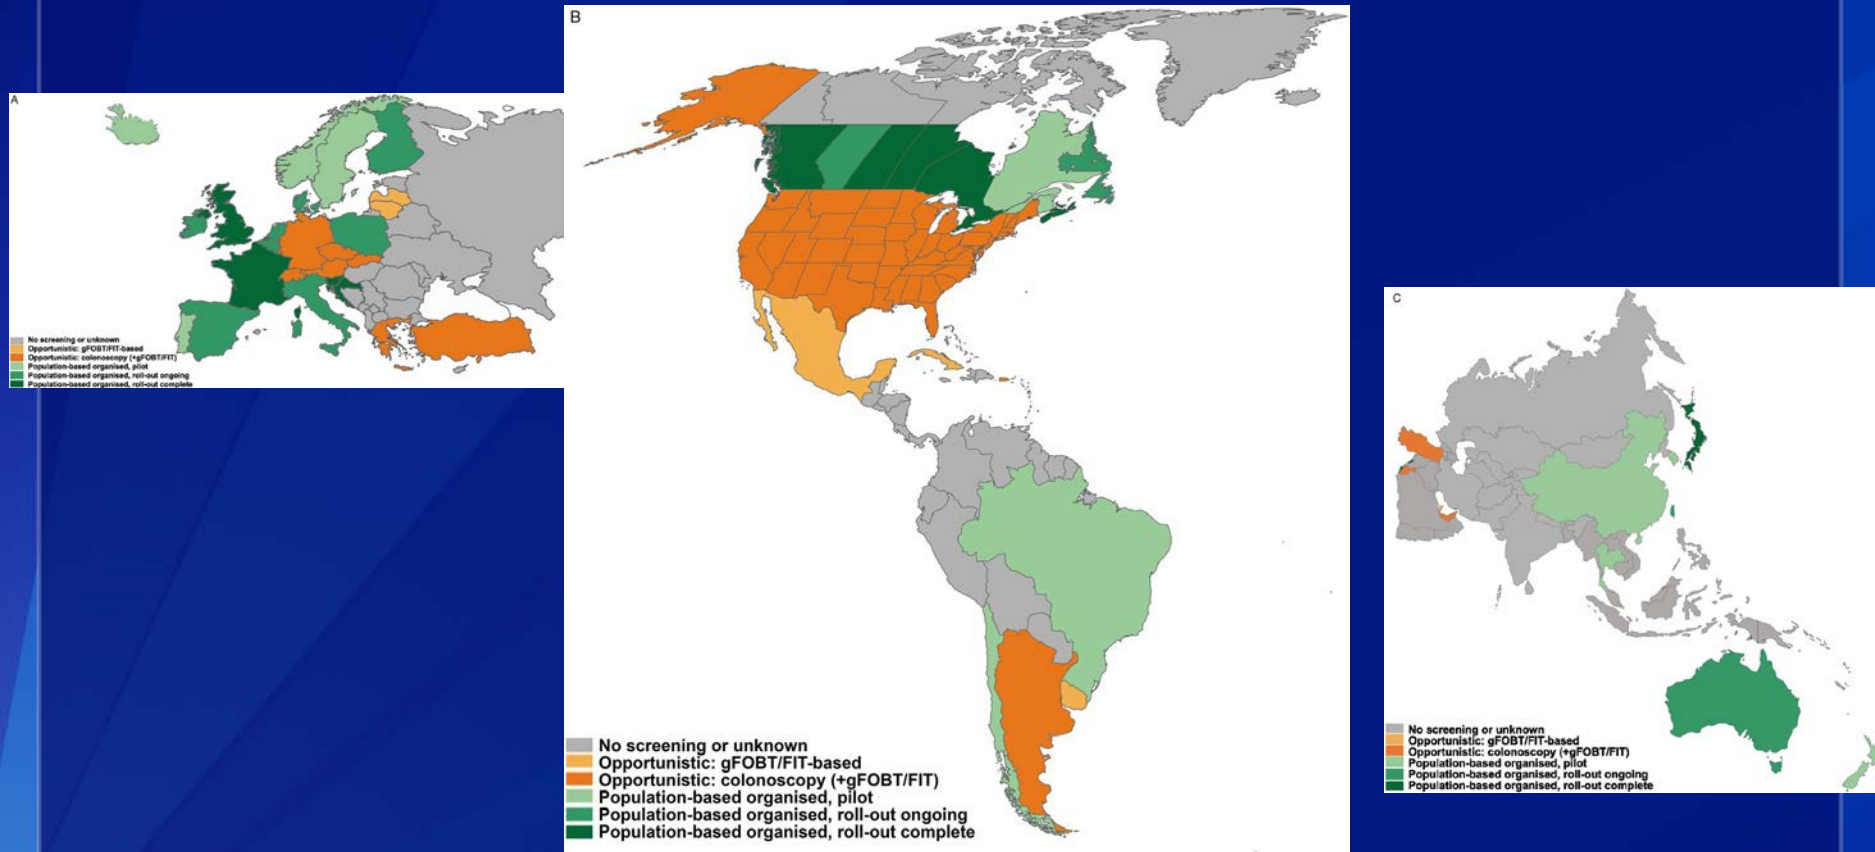 A
No screening or unknown
Opportunistic: gFOBT/FIT-based
Opportunistic: colonoscopy (+gFOBT/FIT)
Population-based organised, pilot
Population-based organised, roll-out ongoing
Population-based organised, roll-out complete
B
No screening or unknown
Opportunistic: gFOBT/FIT-based
Opportunistic: colonoscopy (+gFOBT/FIT)
Population-based organised, pilot
Population-based organised, roll-out ongoing
Population-based organised, roll-out complete
C
No screening or unknown
Opportunistic: gFOBT/FIT-based
Opportunistic: colonoscopy (+gFOBT/FIT)
Population-based organised, pilot
Population-based organised, roll-out ongoing
Population-based organised, roll-out complete